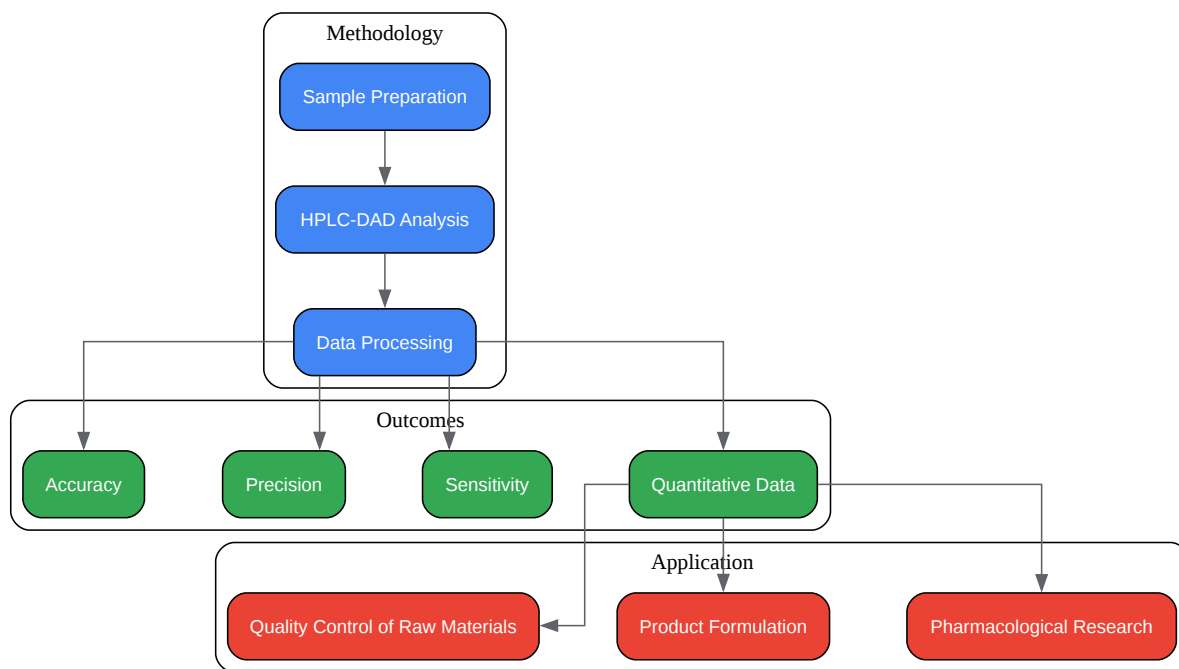 Methodology
Sample Preparation
HPLC-DAD Analysis
Data Processing
Outcomes
Accuracy
Precision
Sensitivity
Quantitative Data
Application
Quality Control of Raw Materials
Product Formulation
Pharmacological Research